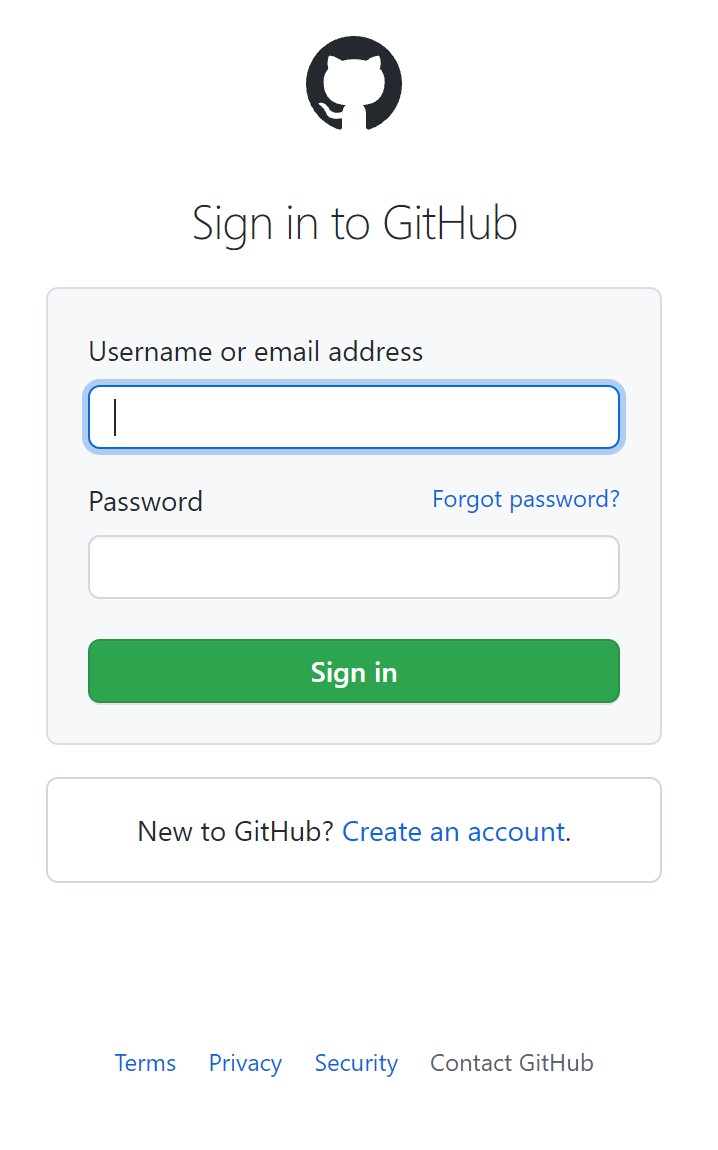 Sign in to GitHub
Username or email address
Password Forgot password?
Sign in
New to GitHub? Create an account.
Terms Privacy Security Contact GitHub